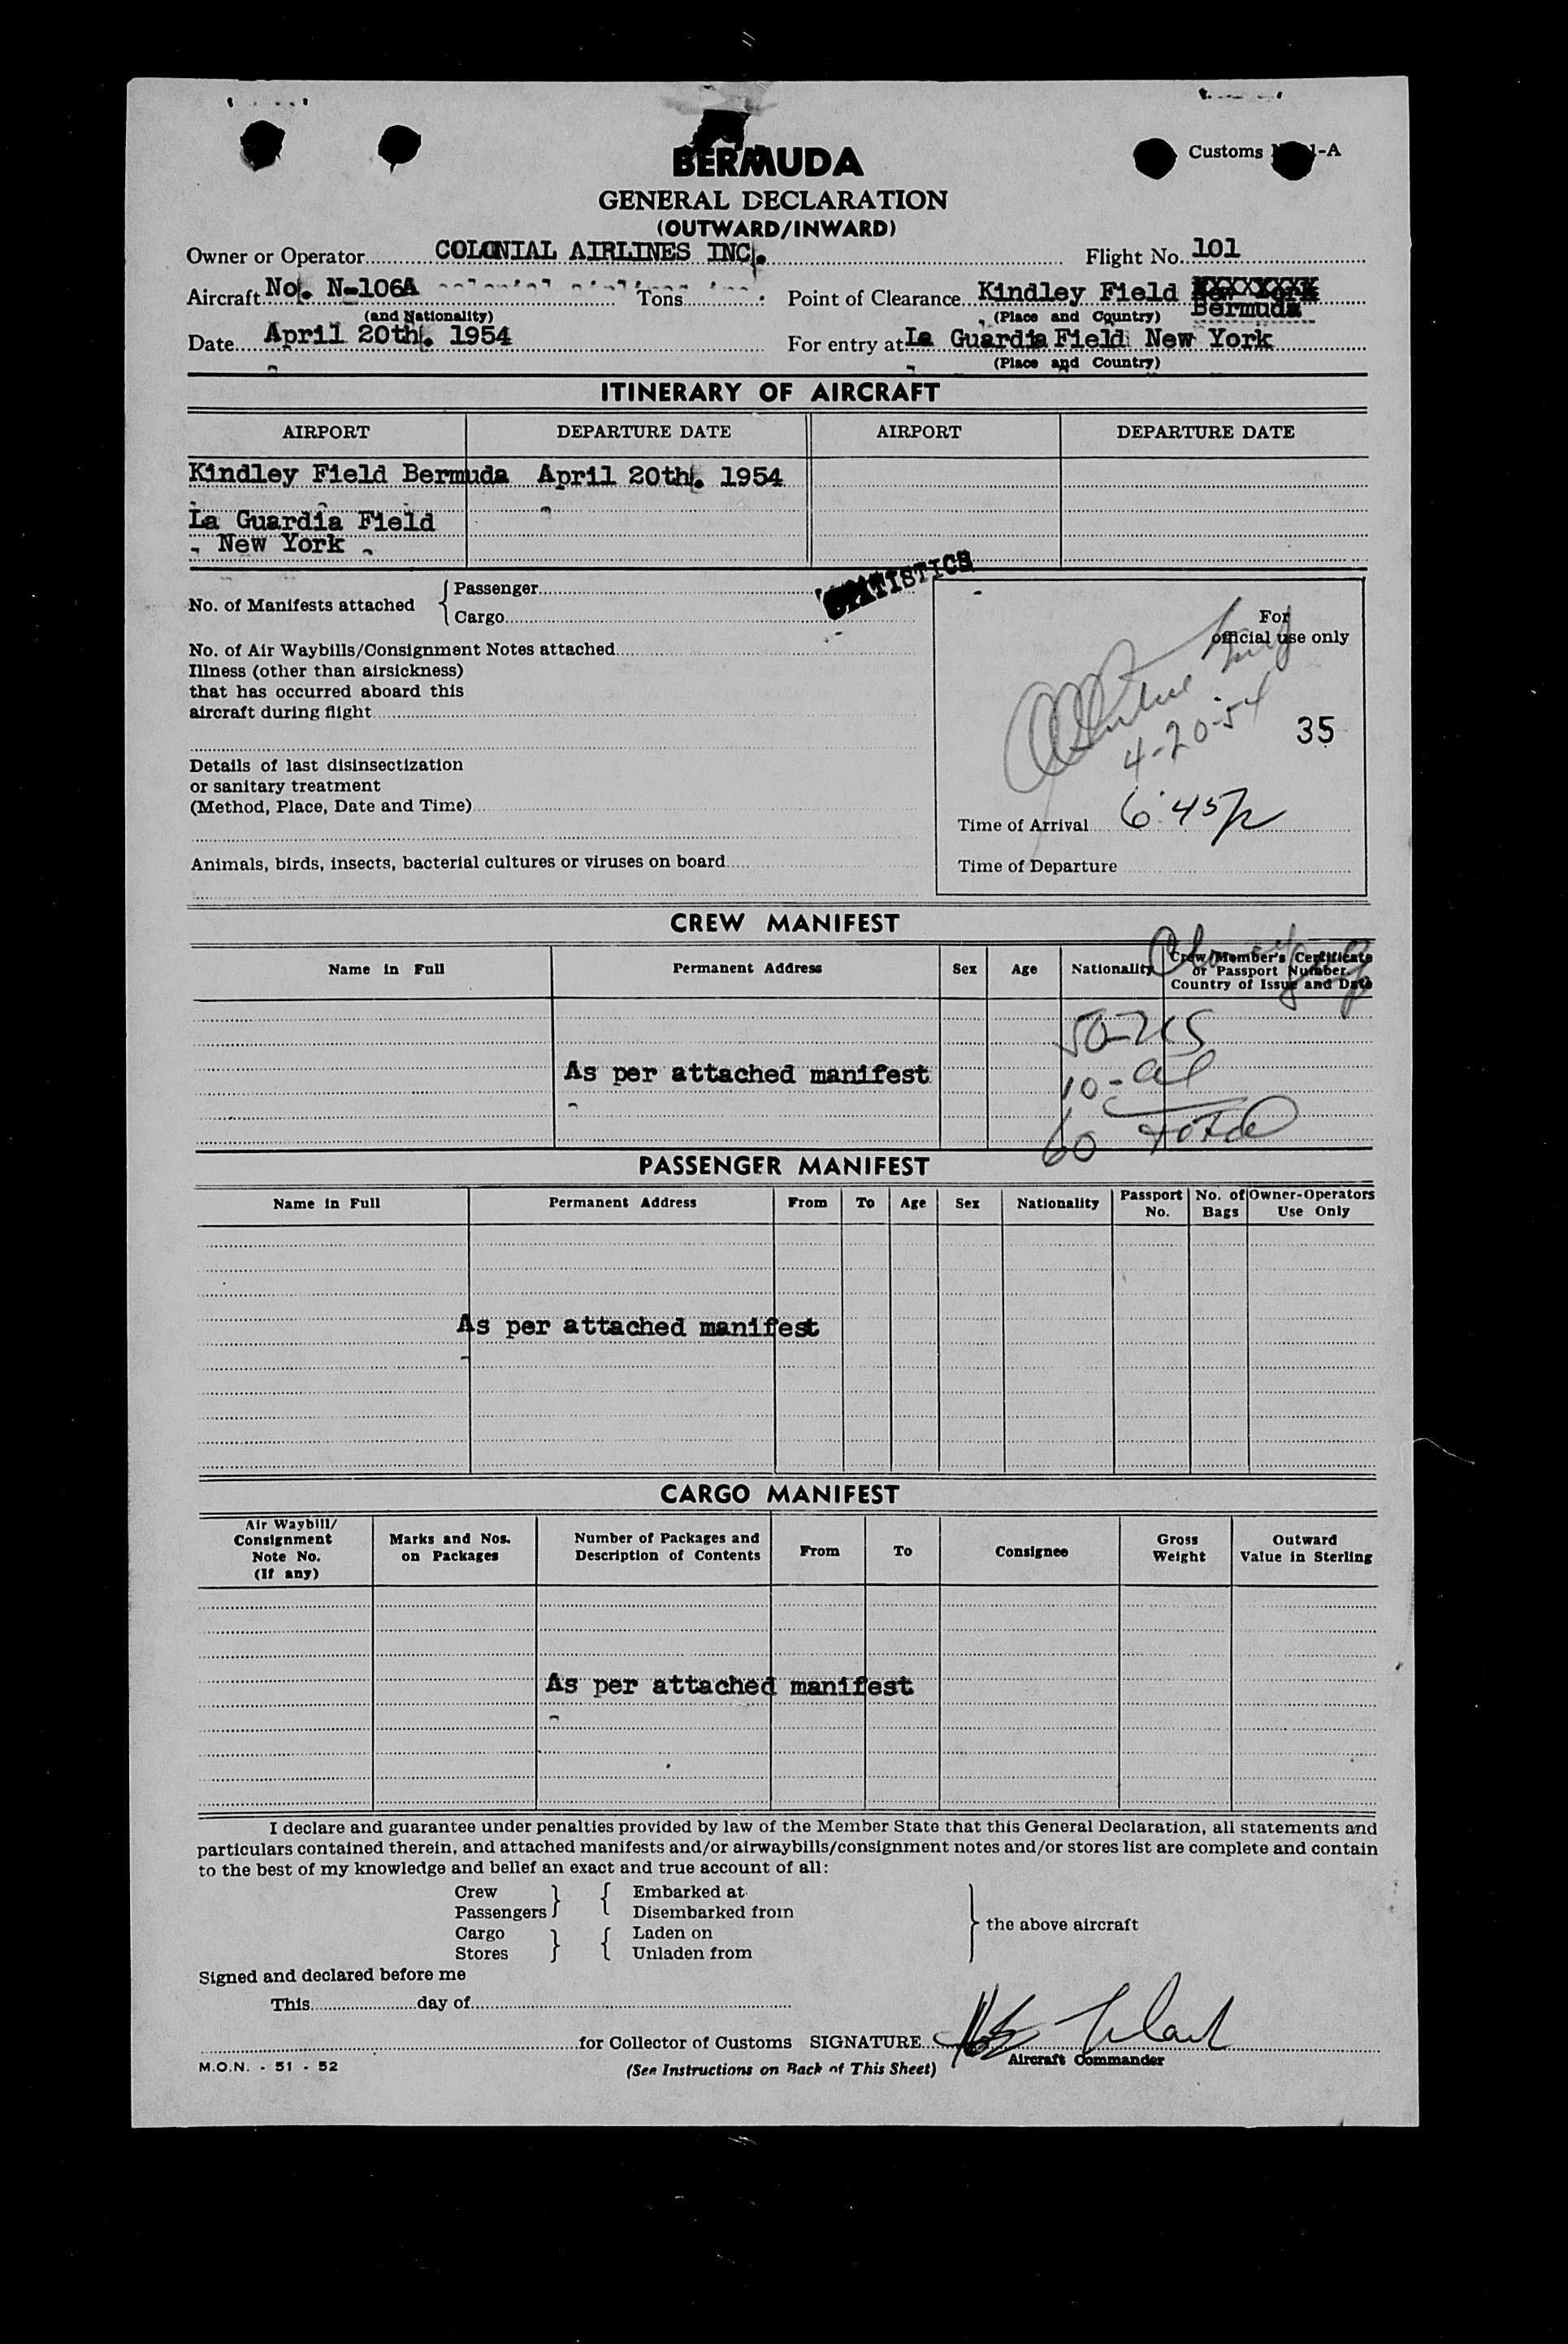 BERMUDA
Customs -A
GENERAL DECLARATION
(OUTWARD/INWARD)
Owner or Operator COLONIAL AIRLINES INC. Flight No. 101
Aircraft No. N-106A Tons Point of Clearance Kindley Field New York
(and Nationality) (Place and Country) Bermuda
Date April 20th. 1954 For entry at La Guardia Field New York
(Place and Country)
ITINERARY OF AIRCRAFT
AIRPORT DEPARTURE DATE AIRPORT DEPARTURE DATE
Kindley Field Bermuda April 20th. 1954
La Guardia Field
New York
STATISTICS
No. of Manifests attached { Passenger
Cargo
For
official use only
No. of Air Waybills/Consignment Notes attached
Illness (other than airsickness)
that has occurred aboard this
aircraft during flight
4-20-54
35
Details of last disinsectization
or sanitary treatment
(Method, Place, Date and Time)
Time of Arrival 6:45p
Animals, birds, insects, bacterial cultures or viruses on board
Time of Departure
CREW MANIFEST
Name in Full Permanent Address Sex Age Nationality Crew Member's Certificate
or Passport Number.
Country of Issue and Date
50-
As per attached manifest
10-al
60 total
PASSENGER MANIFEST
Name in Full Permanent Address From To Age Sex Nationality Passport No. No. of Bags Owner-Operators Use Only
As per attached manifest
CARGO MANIFEST
Air Waybill/ Consignment Note No. (If any) Marks and Nos. on Packages Number of Packages and Description of Contents From To Consignee Gross Weight Outward Value in Sterling
As per attached manifest
I declare and guarantee under penalties provided by law of the Member State that this General Declaration, all statements and
particulars contained therein, and attached manifests and/or airwaybills/consignment notes and/or stores list are complete and contain
to the best of my knowledge and belief an exact and true account of all:
Crew } { Embarked at
Passengers } { Disembarked from
} the above aircraft
Cargo } { Laden on
Stores } { Unladen from
Signed and declared before me
This day of
for Collector of Customs SIGNATURE
Aircraft Commander
M.O.N. - 51 - 52
(See Instructions on Back of This Sheet)